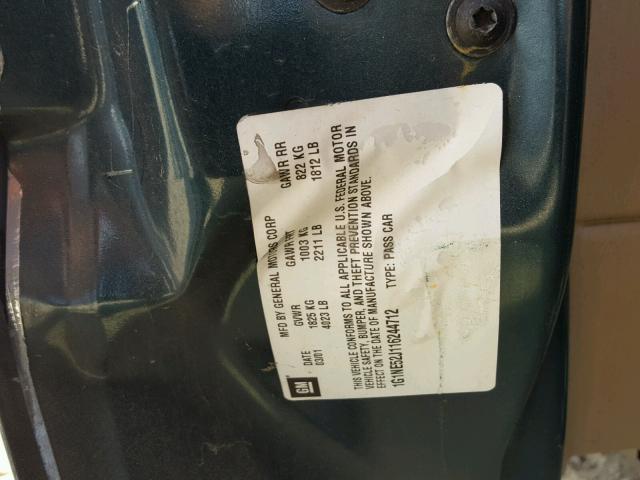 MFD BY GENERAL MOTORS CORP
DATE GVWR GAWR FRT GAWR RR
03/01 1825 KG 1003 KG 822 KG
4023 LB 2211 LB 1812 LB
THIS VEHICLE CONFORMS TO ALL APPLICABLE U.S. FEDERAL MOTOR
VEHICLE SAFETY, BUMPER, AND THEFT PREVENTION STANDARDS IN
EFFECT ON THE DATE OF MANUFACTURE SHOWN ABOVE.
1G1NE52J116244712 TYPE: PASS CAR
GM